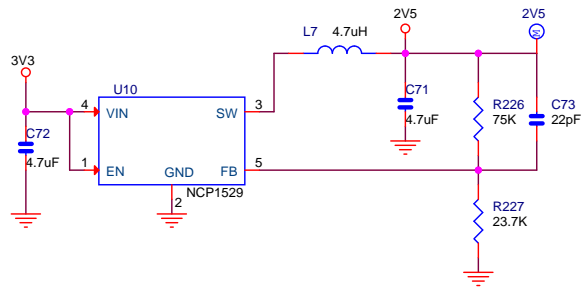 2V5
2V5
M
L7 4.7uH
3V3
U10
4 VIN
SW 3
C72
4.7uF
C71
4.7uF
R226
75K
C73
22pF
1 EN
GND
FB 5
NCP1529
2
R227
23.7K